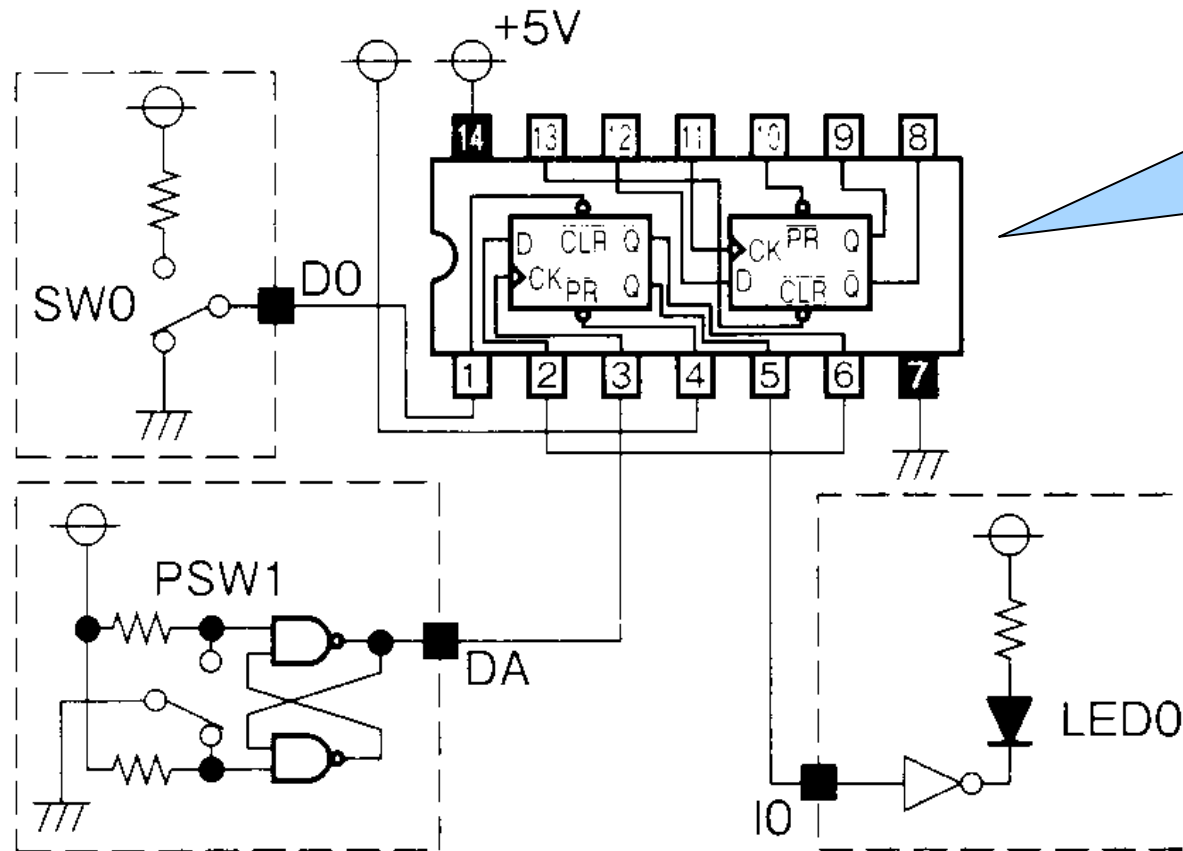 +5V
14 13 12 11 10 9 8
D CLR Q
CK PR Q
PR Q
CK
D CLR Q
SW0
D0
1 2 3 4 5 6 7
PSW1
DA
LED0
I0